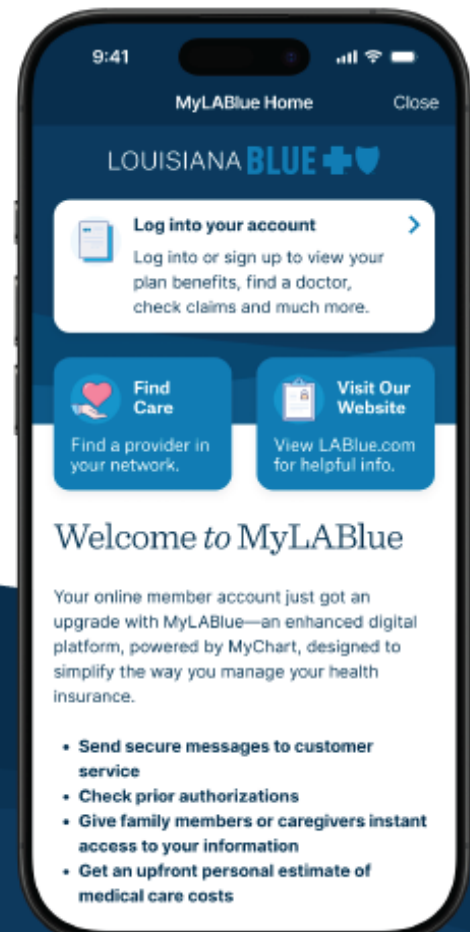 9:41
MyLABlue Home Close
LOUISIANA BLUE
Log into your account
Log into or sign up to view your
plan benefits, find a doctor,
check claims and much more.
Find
Care
Find a provider in
your network.
Visit Our
Website
View LABlue.com
for helpful info.
Welcome to MyLABlue
Your online member account just got an
upgrade with MyLABlue—an enhanced digital
platform, powered by MyChart, designed to
simplify the way you manage your health
insurance.
• Send secure messages to customer
service
• Check prior authorizations
• Give family members or caregivers instant
access to your information
• Get an upfront personal estimate of
medical care costs